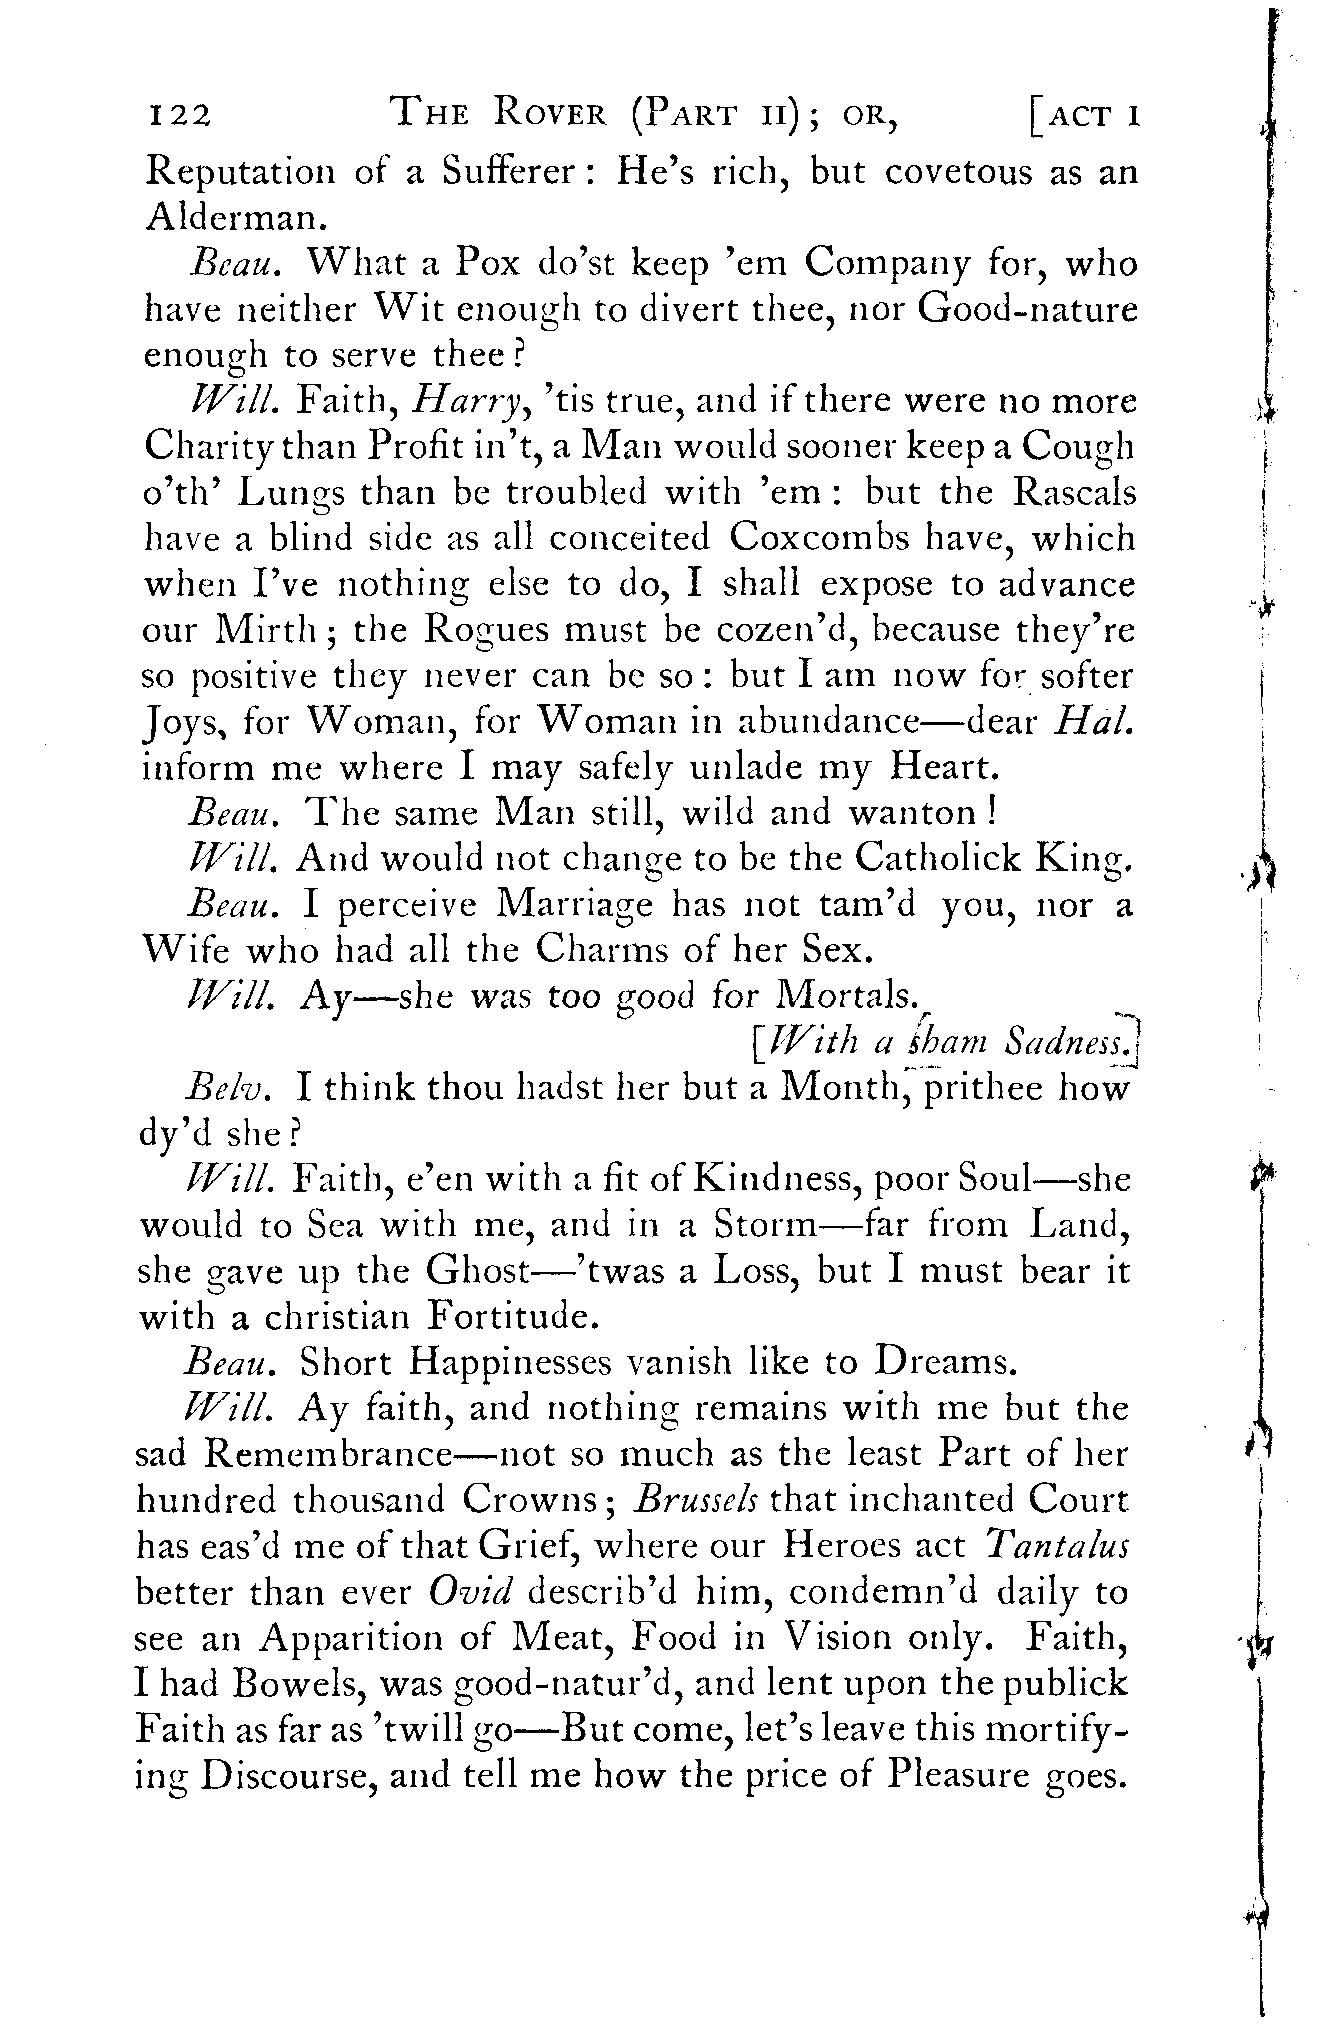 122 THE ROVER (PART II); OR, [ACT I
Reputation of a Sufferer : He's rich, but covetous as an
Alderman.
Beau. What a Pox do'st keep 'em Company for, who
have neither Wit enough to divert thee, nor Good-nature
enough to serve thee?
Will. Faith, Harry, 'tis true, and if there were no more
Charity than Profit in't, a Man would sooner keep a Cough
o'th' Lungs than be troubled with 'em : but the Rascals
have a blind side as all conceited Coxcombs have, which
when I've nothing else to do, I shall expose to advance
our Mirth; the Rogues must be cozen'd, because they're
so positive they never can be so : but I am now for softer
Joys, for Woman, for Woman in abundance—dear Hal.
inform me where I may safely unlade my Heart.
Beau. The same Man still, wild and wanton!
Will. And would not change to be the Catholick King.
Beau. I perceive Marriage has not tam'd you, nor a
Wife who had all the Charms of her Sex.
Will. Ay—she was too good for Mortals.
[With a sham Sadness.]
Belv. I think thou hadst her but a Month, prithee how
dy'd she?
Will. Faith, e'en with a fit of Kindness, poor Soul—she
would to Sea with me, and in a Storm—far from Land,
she gave up the Ghost—'twas a Loss, but I must bear it
with a christian Fortitude.
Beau. Short Happinesses vanish like to Dreams.
Will. Ay faith, and nothing remains with me but the
sad Remembrance—not so much as the least Part of her
hundred thousand Crowns; Brussels that inchanted Court
has eas'd me of that Grief, where our Heroes act Tantalus
better than ever Ovid describ'd him, condemn'd daily to
see an Apparition of Meat, Food in Vision only. Faith,
I had Bowels, was good-natur'd, and lent upon the publick
Faith as far as 'twill go—But come, let's leave this mortify-
ing Discourse, and tell me how the price of Pleasure goes.